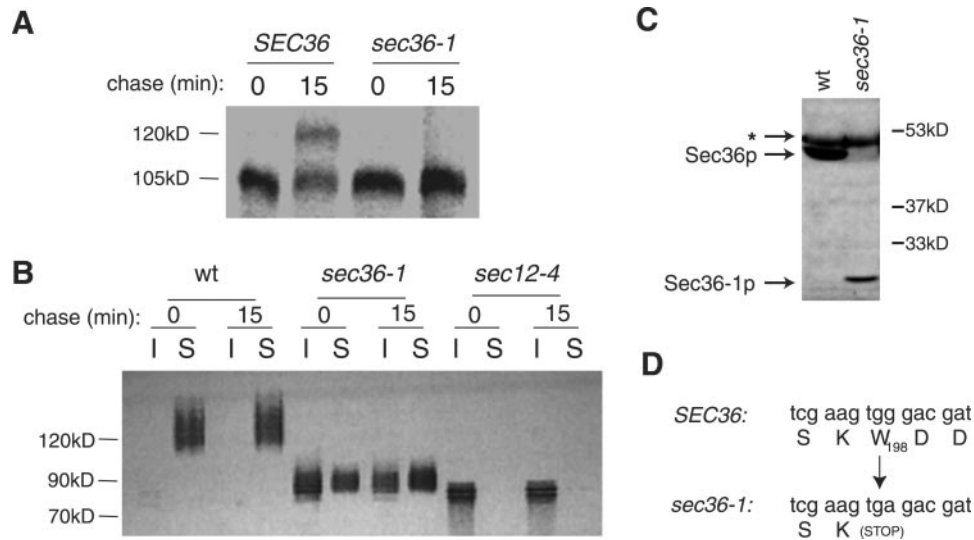 A
SEC36 sec36-1
chase (min): 0 15 0 15
120kD
105kD
B
wt sec36-1 sec12-4
chase (min): 0 15 0 15 0 15
I S I S I S I S I S I S
120kD
90kD
70kD
C
wt sec36-1
*
53kD
Sec36p
37kD
33kD
Sec36-1p
D
SEC36: tcg aag tgg gac gat
S K W198 D D
sec36-1: tcg aag tga gac gat
S K (STOP)